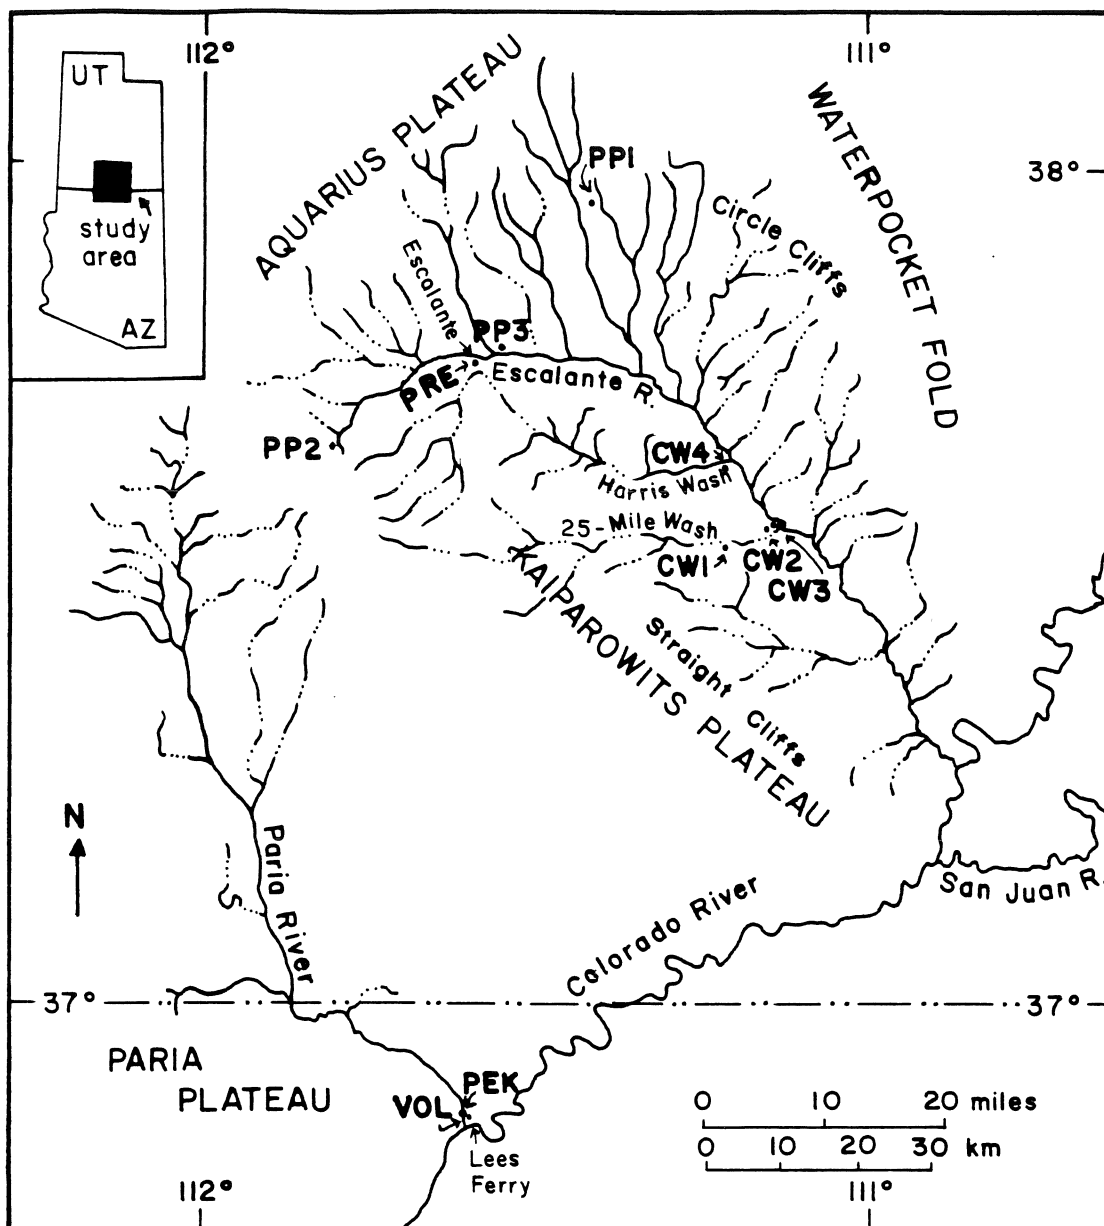 112°
111°
UT
study
area
AZ
AQUARIUS PLATEAU
WATERPOCKET FOLD
38°
PP1
Circle Cliffs
Escalante
PP3
PRE
Escalante R.
PP2
CW4
Harris Wash
25-Mile Wash
CW1
CW2
CW3
KAIPAROWITS PLATEAU
Straight Cliffs
N
Paria River
Colorado River
San Juan R.
37°
37°
PARIA
PLATEAU
PEK
VOL
Lees
Ferry
0 10 20 miles
0 10 20 30 km
112°
111°